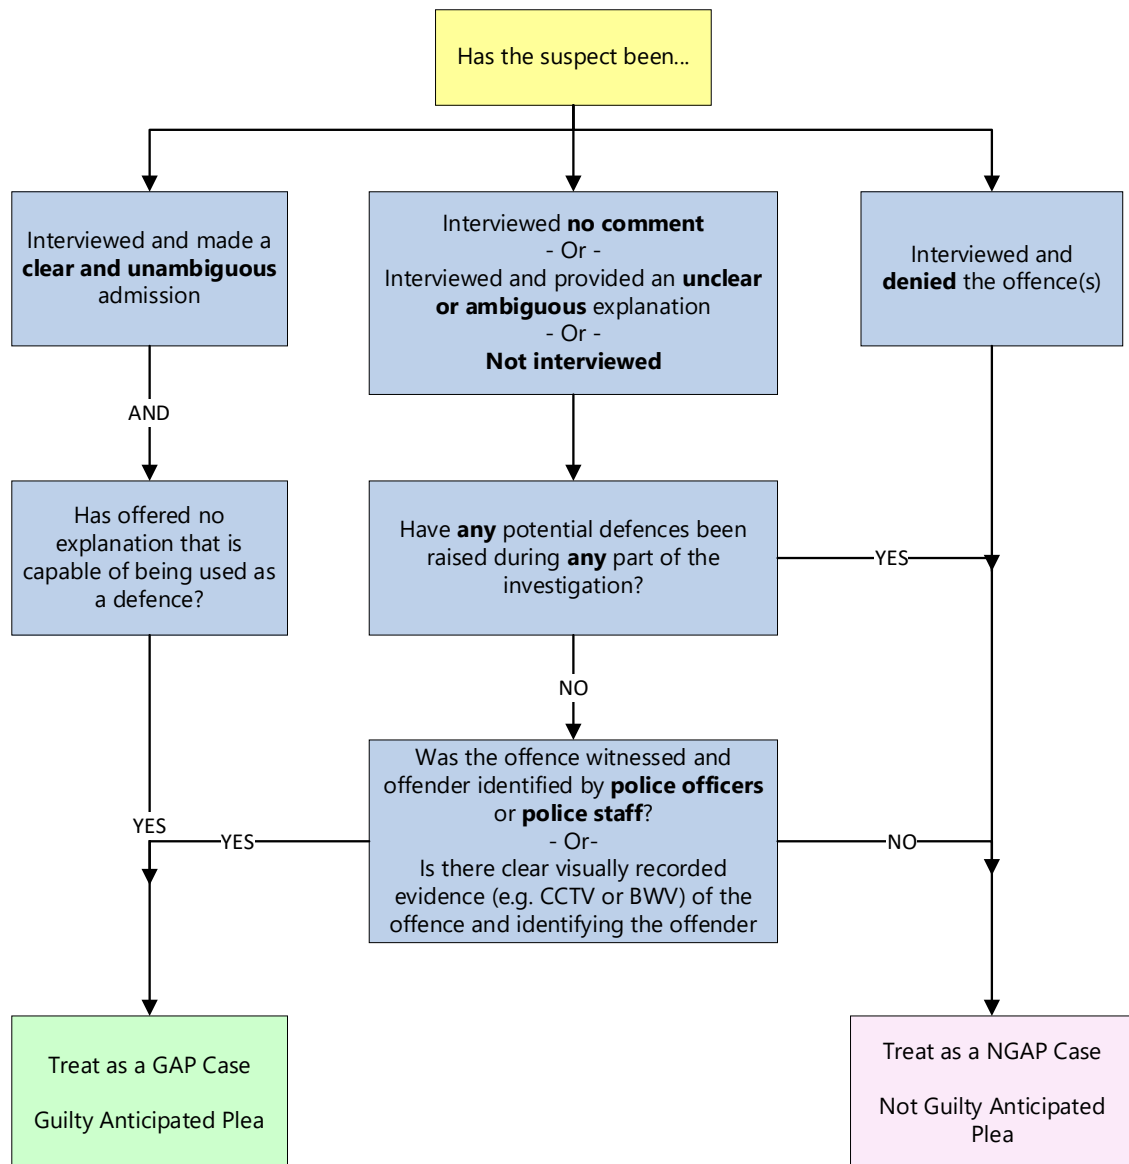 Has the suspect been...
Interviewed and made a
clear and unambiguous
admission
Interviewed no comment
- Or -
Interviewed and provided an unclear
or ambiguous explanation
- Or -
Not interviewed
Interviewed and
denied the offence(s)
AND
Has offered no
explanation that is
capable of being used as
a defence?
Have any potential defences been
raised during any part of the
investigation?
YES
NO
Was the offence witnessed and
offender identified by police officers
or police staff?
- Or-
Is there clear visually recorded
evidence (e.g. CCTV or BWV) of the
offence and identifying the offender
YES
YES
NO
Treat as a GAP Case
Guilty Anticipated Plea
Treat as a NGAP Case
Not Guilty Anticipated
Plea